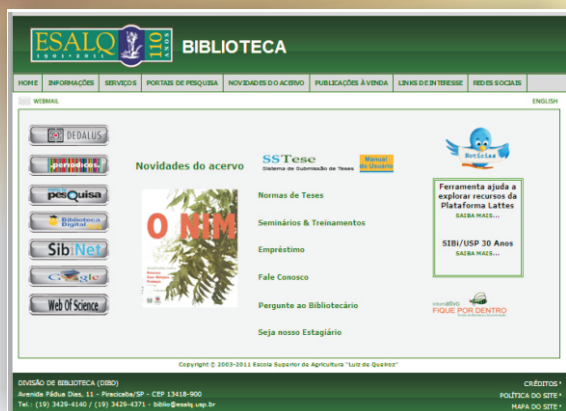 ESALQ
1901·2011
110
ANOS
BIBLIOTECA
HOME
INFORMAÇÕES
SERVIÇOS
PORTAIS DE PESQUISA
NOVIDADES DO ACERVO
PUBLICAÇÕES À VENDA
LINKS DE INTERESSE
REDES SOCIAIS
WEBMAIL
ENGLISH
DEDALUS
periodicos.
pesQuisa
Biblioteca
Digital
SibiNet
Google
Web Of Science
Novidades do acervo
O NIM
SSTese
Sistema de Submissão de Teses
Manual
do Usuário
Normas de Teses
Seminários & Treinamentos
Empréstimo
Fale Conosco
Pergunte ao Bibliotecário
Seja nosso Estagiário
Notícias
Ferramenta ajuda a
explorar recursos da
Plataforma Lattes
SAIBA MAIS...
SIBi/USP 30 Anos
SAIBA MAIS...
FIQUE POR DENTRO
Copyright © 2003-2011 Escola Superior de Agricultura "Luiz de Queiroz"
DIVISÃO DE BIBLIOTECA (DIBD)
Avenida Pádua Dias, 11 - Piracicaba/SP - CEP 13418-900
Tel.: (19) 3429-4140 / (19) 3429-4371 - biblio@esalq.usp.br
CRÉDITOS
POLÍTICA DO SITE
MAPA DO SITE